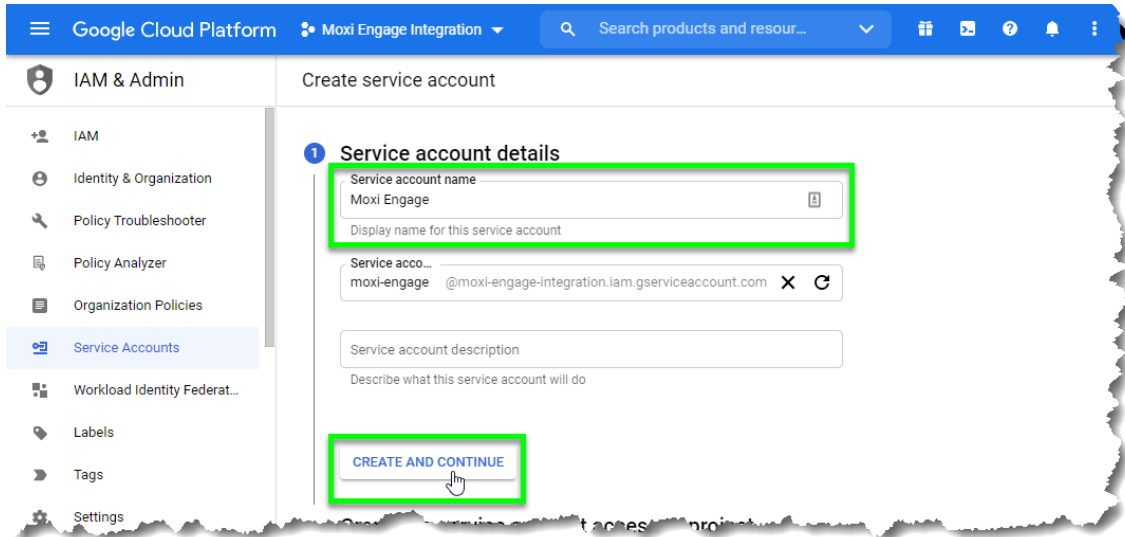 Google Cloud Platform
Moxi Engage Integration
Search products and resour...
IAM & Admin
Create service account
IAM
Identity & Organization
Policy Troubleshooter
Policy Analyzer
Organization Policies
Service Accounts
Workload Identity Federat...
Labels
Tags
Settings
1 Service account details
Service account name
Moxi Engage
Display name for this service account
Service acco...
moxi-engage @moxi-engage-integration.iam.gserviceaccount.com
Service account description
Describe what this service account will do
CREATE AND CONTINUE